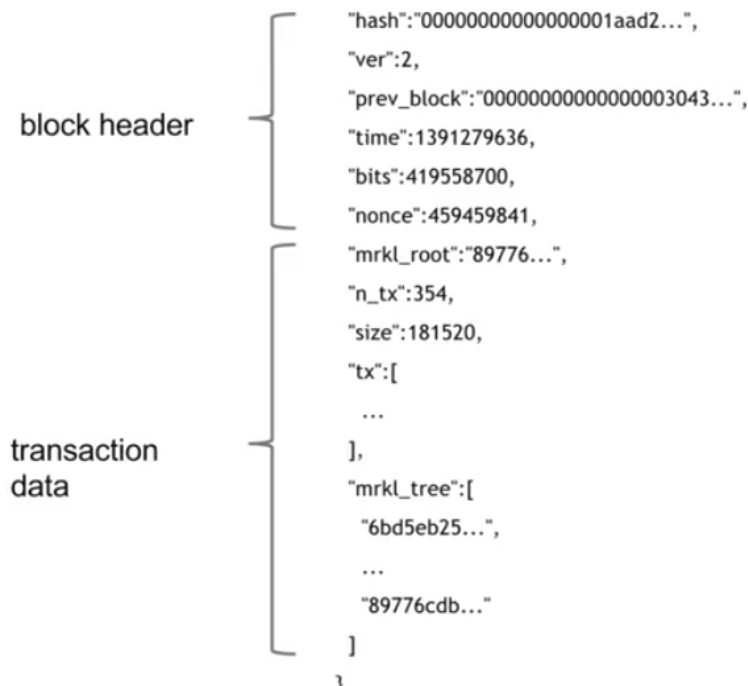 block header
"hash":"00000000000000001aad2...",
"ver":2,
"prev_block":"00000000000000003043...",
"time":1391279636,
"bits":419558700,
"nonce":459459841,
transaction
data
"mrkl_root":"89776...",
"n_tx":354,
"size":181520,
"tx":[
...
],
"mrkl_tree":[
"6bd5eb25...",
...
"89776cdb..."
]
}